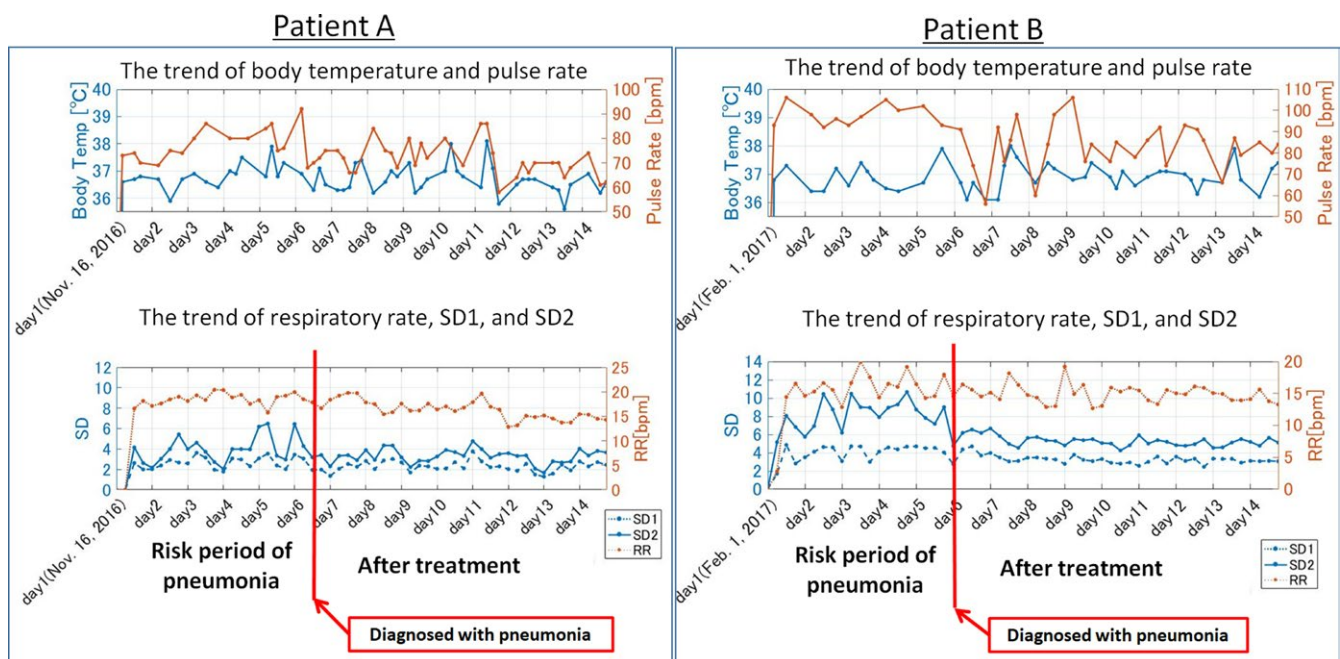 Patient A
The trend of body temperature and pulse rate
Body Temp [°C]
40
39
38
37
36
Pulse Rate [bpm]
100
90
80
70
60
50
day1(Nov. 16, 2016)
day2
day3
day4
day5
day6
day7
day8
day9
day10
day11
day12
day13
day14
The trend of respiratory rate, SD1, and SD2
SD
12
10
8
6
4
2
0
RR[bpm]
25
20
15
10
5
0
day1(Nov. 16, 2016)
day2
day3
day4
day5
day6
day7
day8
day9
day10
day11
day12
day13
day14
SD1
SD2
RR
Risk period of
pneumonia
After treatment
Diagnosed with pneumonia
Patient B
The trend of body temperature and pulse rate
Body Temp [°C]
40
39
38
37
36
Pulse Rate [bpm]
110
100
90
80
70
60
50
day1(Feb. 1, 2017)
day2
day3
day4
day5
day6
day7
day8
day9
day10
day11
day12
day13
day14
The trend of respiratory rate, SD1, and SD2
SD
14
12
10
8
6
4
2
0
RR[bpm]
20
15
10
5
0
day1(Feb. 1, 2017)
day2
day3
day4
day5
day6
day7
day8
day9
day10
day11
day12
day13
day14
SD1
SD2
RR
Risk period of
pneumonia
After treatment
Diagnosed with pneumonia